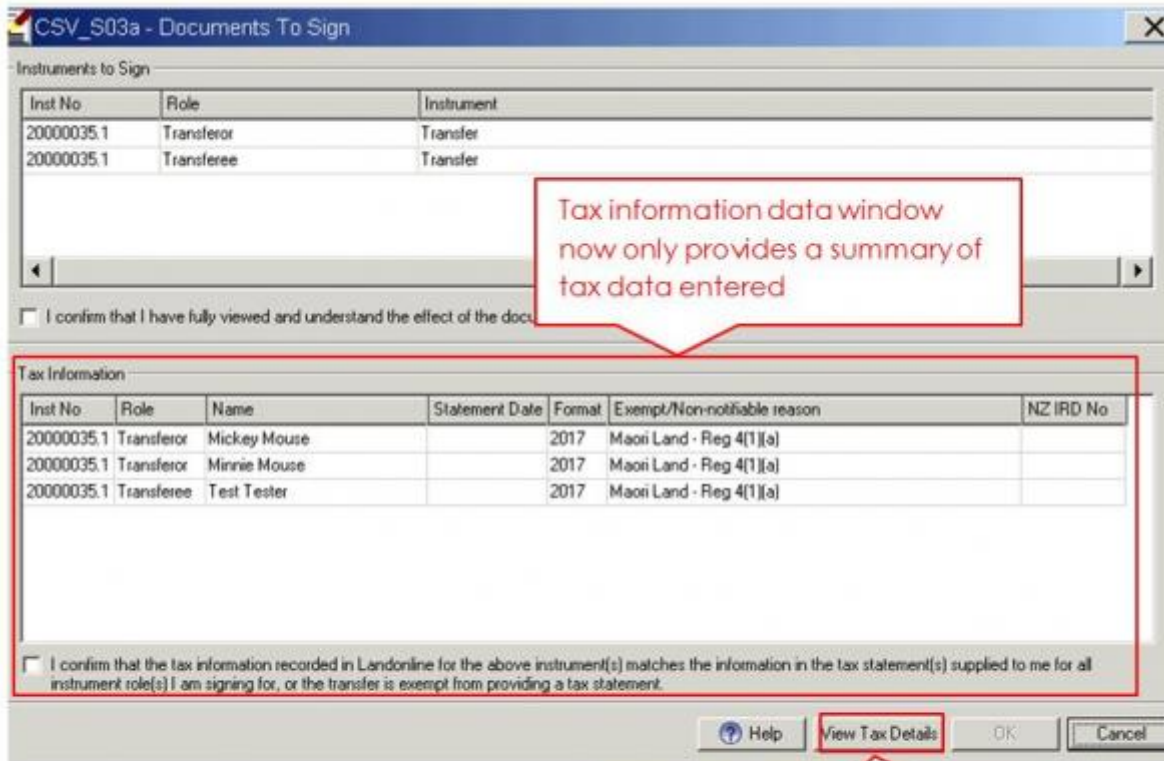 CSV_S03a - Documents To Sign
Instruments to Sign
Inst No Role Instrument
20000035.1 Transferor Transfer
20000035.1 Transferee Transfer
Tax information data window
now only provides a summary of
tax data entered
I confirm that I have fully viewed and understand the effect of the docu
Tax Information
Inst No Role Name Statement Date Format Exempt/Non-notifiable reason NZ IRD No
20000035.1 Transferor Mickey Mouse 2017 Maori Land - Reg 4(1)(a)
20000035.1 Transferor Minnie Mouse 2017 Maori Land - Reg 4(1)(a)
20000035.1 Transferee Test Tester 2017 Maori Land - Reg 4(1)(a)
I confirm that the tax information recorded in Landonline for the above instrument(s) matches the information in the tax statement(s) supplied to me for all
instrument role(s) I am signing for, or the transfer is exempt from providing a tax statement.
Help View Tax Details OK Cancel